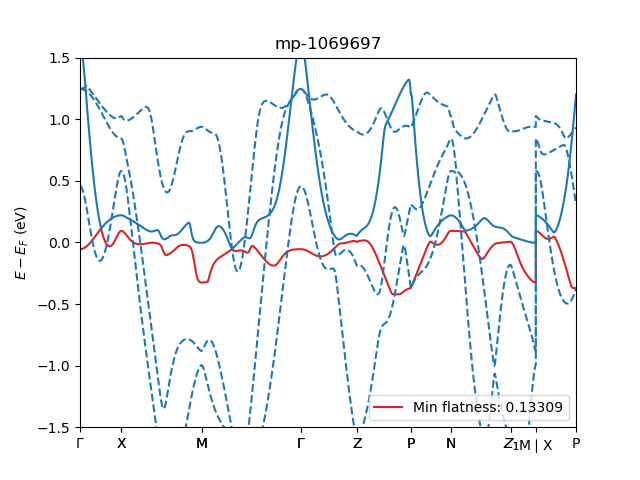 mp-1069697
E − E_F (eV)
1.5
1.0
0.5
0.0
−0.5
−1.0
−1.5
Min flatness: 0.13309
Γ X M Γ Z P N Z₁M | X P